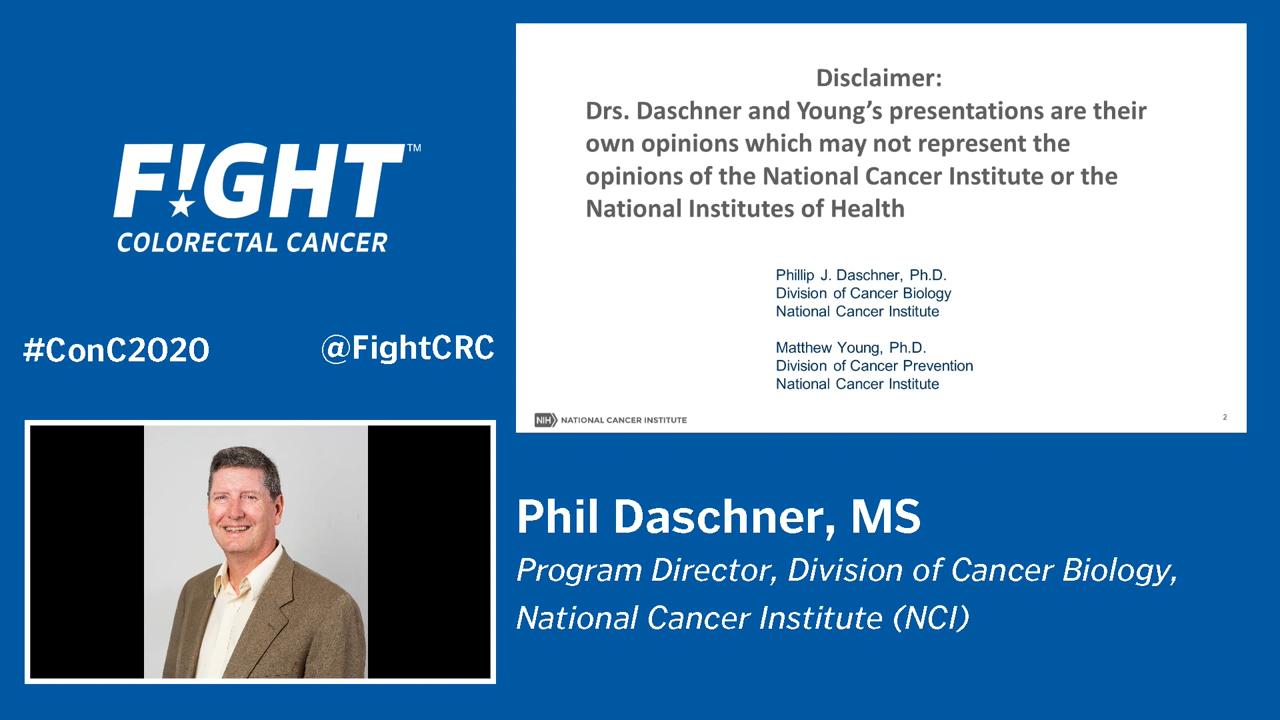 F!GHT™
COLORECTAL CANCER
#ConC2020
@FightCRC
Disclaimer:
Drs. Daschner and Young’s presentations are their
own opinions which may not represent the
opinions of the National Cancer Institute or the
National Institutes of Health
Phillip J. Daschner, Ph.D.
Division of Cancer Biology
National Cancer Institute
Matthew Young, Ph.D.
Division of Cancer Prevention
National Cancer Institute
NIH NATIONAL CANCER INSTITUTE
2
Phil Daschner, MS
Program Director, Division of Cancer Biology,
National Cancer Institute (NCI)